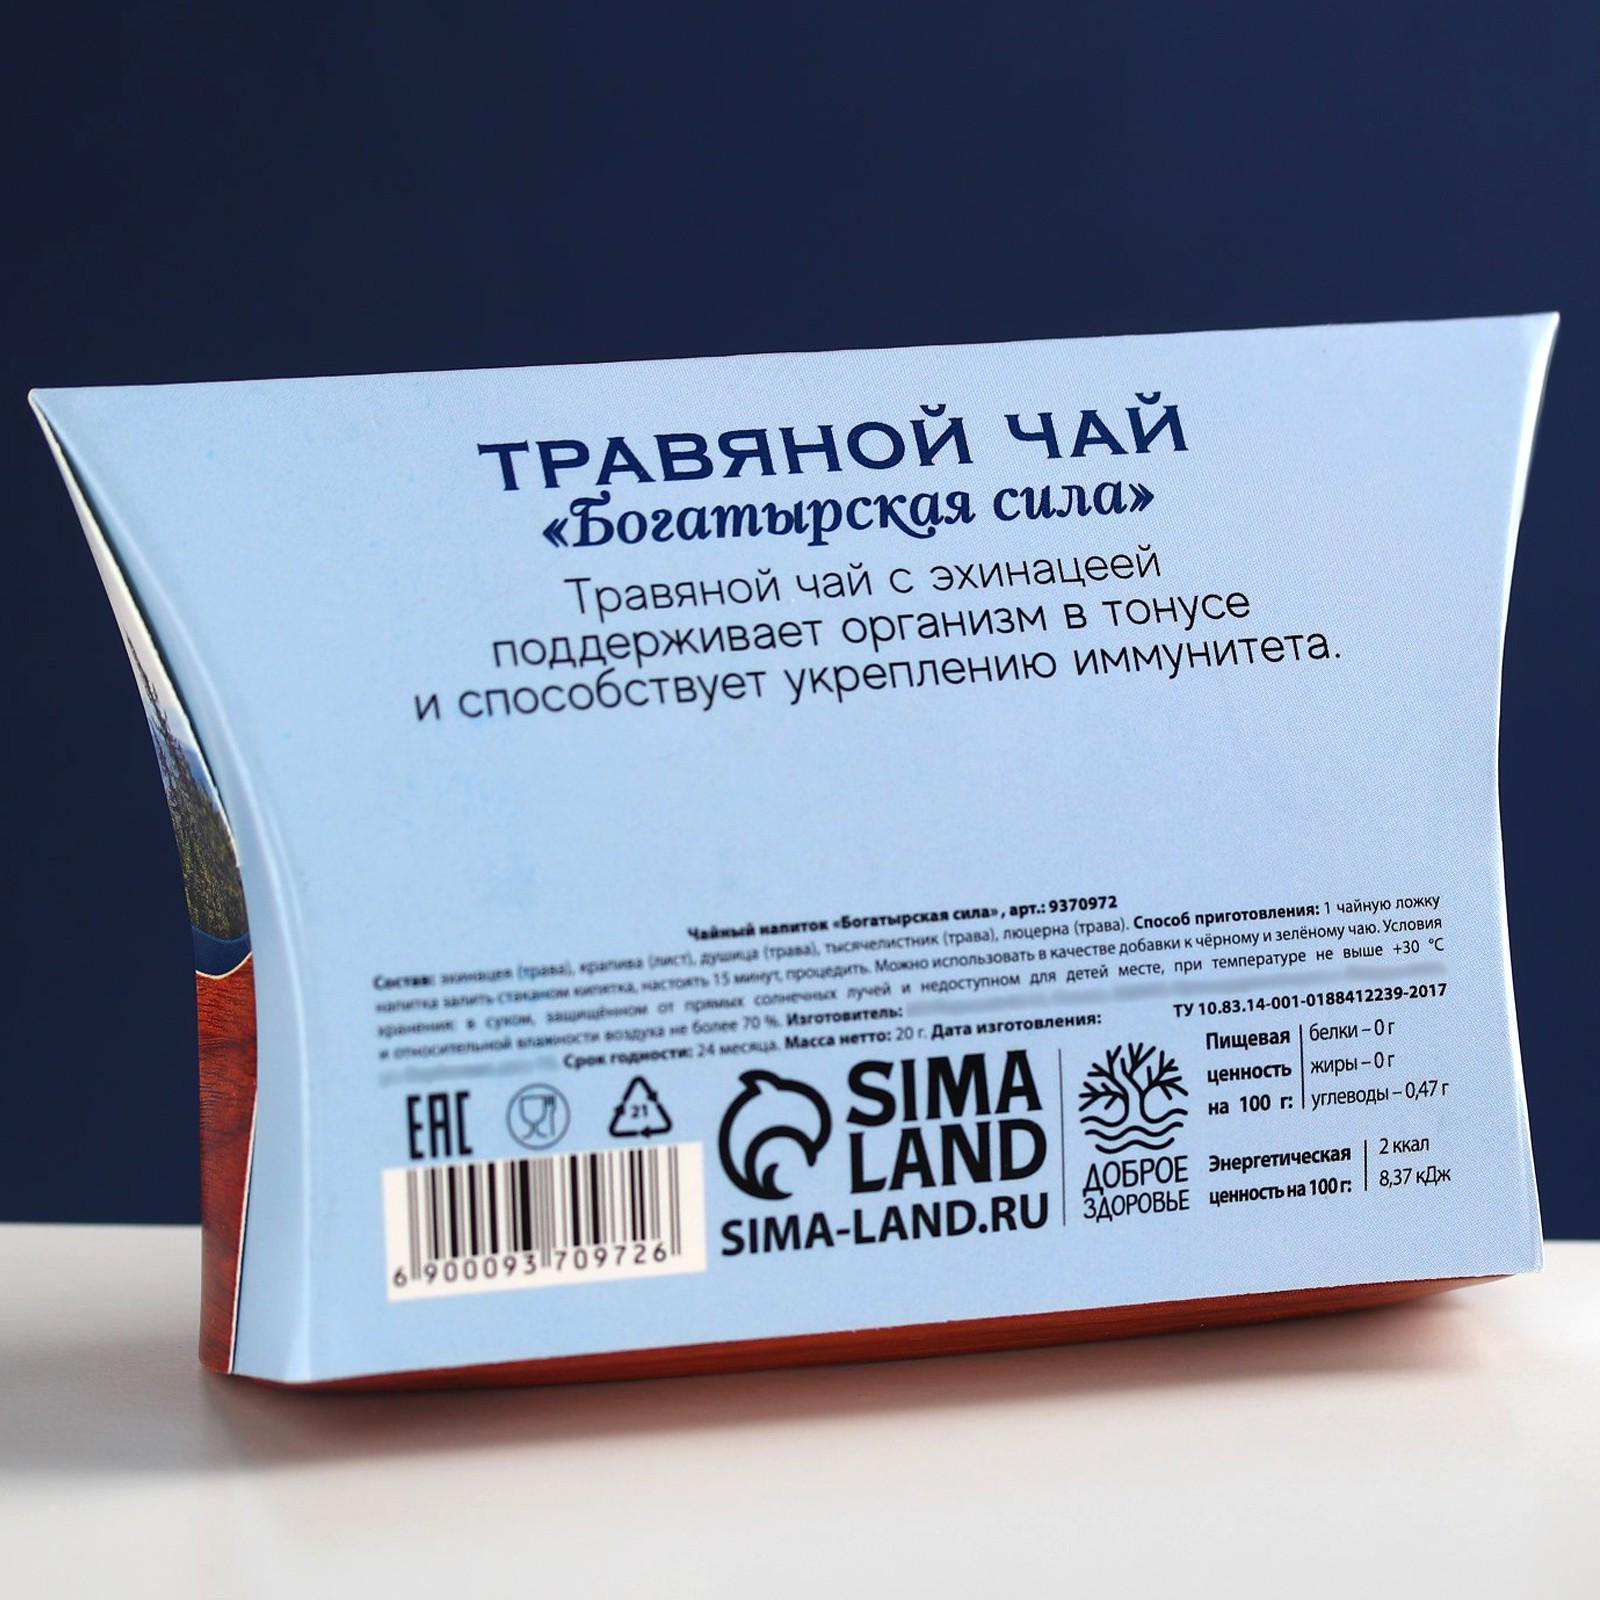 ТРАВЯНОЙ ЧАЙ
«Богатырская сила»
Травяной чай с эхинацеей
поддерживает организм в тонусе
и способствует укреплению иммунитета.
Чайный напиток «Богатырская сила», арт.: 9370972
Состав: эхинацея (трава), крапива (лист), душица (трава), тысячелистник (трава), люцерна (трава). Способ приготовления: 1 чайную ложку
напитка залить стаканом кипятка, настоять 15 минут, процедить. Можно использовать в качестве добавки к чёрному и зелёному чаю. Условия
хранения: в сухом, защищённом от прямых солнечных лучей и недоступном для детей месте, при температуре не выше +30 °С
и относительной влажности воздуха не более 70 %. Изготовитель:
Срок годности: 24 месяца. Масса нетто: 20 г. Дата изготовления:
ТУ 10.83.14-001-0188412239-2017
Пищевая ценность на 100 г:
белки – 0 г
жиры – 0 г
углеводы – 0,47 г
Энергетическая ценность на 100 г:
2 ккал
8,37 кДж
EAC
21
6 900093 709726
SIMA
LAND
SIMA-LAND.RU
ДОБРОЕ
ЗДОРОВЬЕ